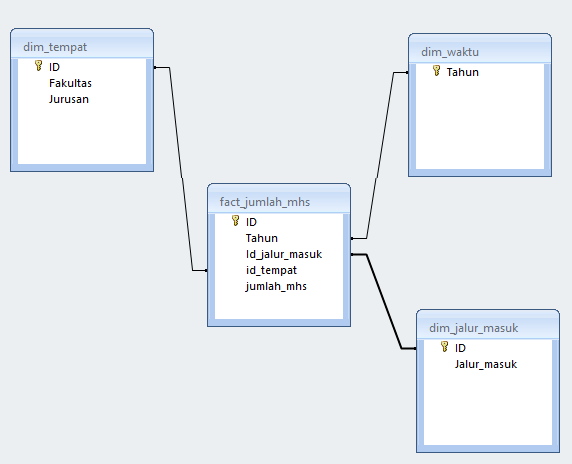 dim_tempat
ID
Fakultas
Jurusan
dim_waktu
Tahun
fact_jumlah_mhs
ID
Tahun
Id_jalur_masuk
id_tempat
jumlah_mhs
dim_jalur_masuk
ID
Jalur_masuk